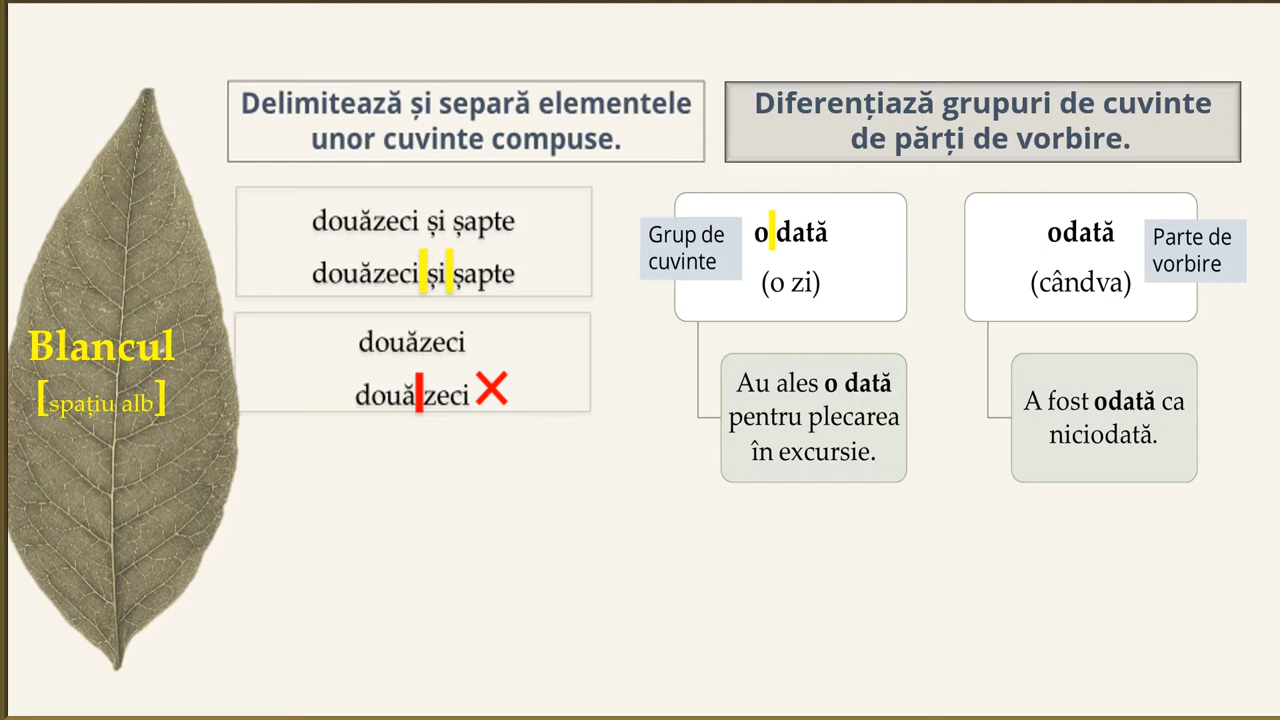 Blancul
[spațiu alb]
Delimitează și separă elementele
unor cuvinte compuse.
douăzeci și șapte
douăzeci și șapte
douăzeci
două zeci
Diferențiază grupuri de cuvinte
de părți de vorbire.
Grup de
cuvinte
o dată
(o zi)
Au ales o dată
pentru plecarea
în excursie.
odată
(cândva)
Parte de
vorbire
A fost odată ca
niciodată.